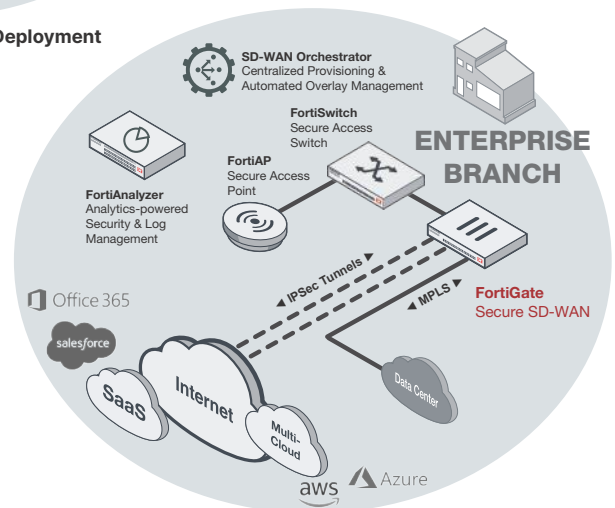 Deployment
SD-WAN Orchestrator
Centralized Provisioning &
Automated Overlay Management
FortiSwitch
Secure Access
Switch
ENTERPRISE
BRANCH
FortiAP
Secure Access
Point
FortiAnalyzer
Analytics-powered
Security & Log
Management
◀ IPSec Tunnels ▶
◀ MPLS ▶
FortiGate
Secure SD-WAN
Office 365
salesforce
SaaS
Internet
Multi-
Cloud
Data Center
aws
Azure